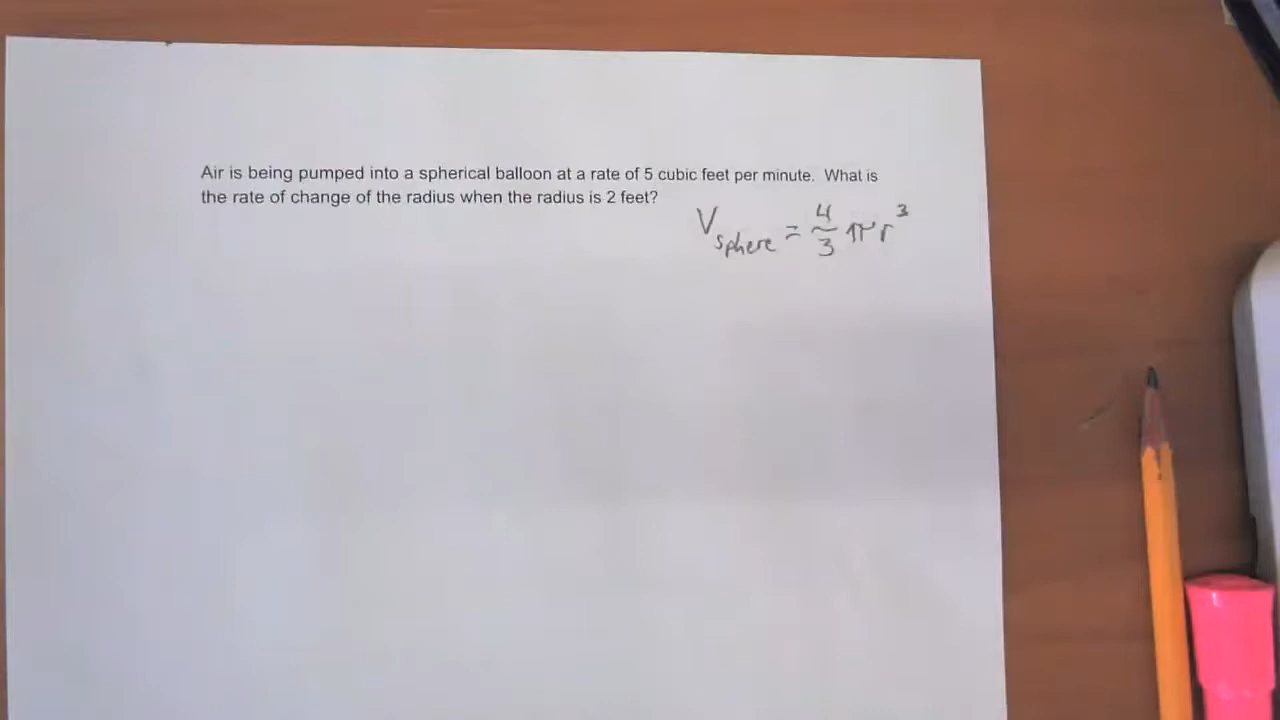 Air is being pumped into a spherical balloon at a rate of 5 cubic feet per minute.  What is
the rate of change of the radius when the radius is 2 feet?
V sphere = 4/3 πr³